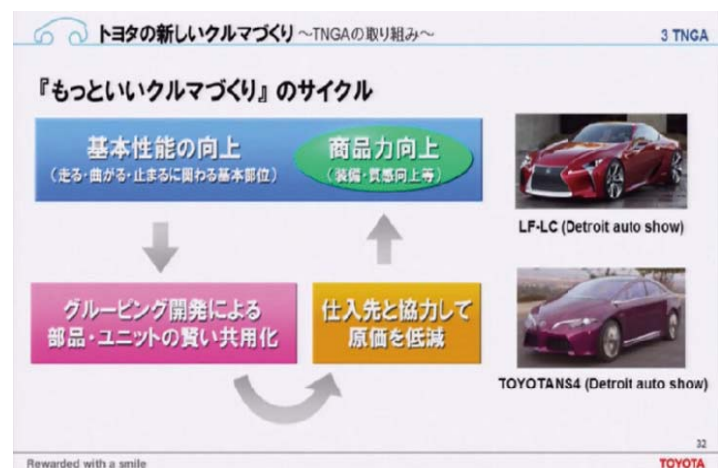 トヨタの新しいクルマづくり ～TNGAの取り組み～
3 TNGA
『もっといいクルマづくり』のサイクル
基本性能の向上
（走る・曲がる・止まるに関わる基本部位）
商品力向上
（装備・質感向上等）
LF-LC (Detroit auto show)
グルーピング開発による
部品・ユニットの賢い共用化
仕入先と協力して
原価を低減
TOYOTANS4 (Detroit auto show)
32
Rewarded with a smile
TOYOTA